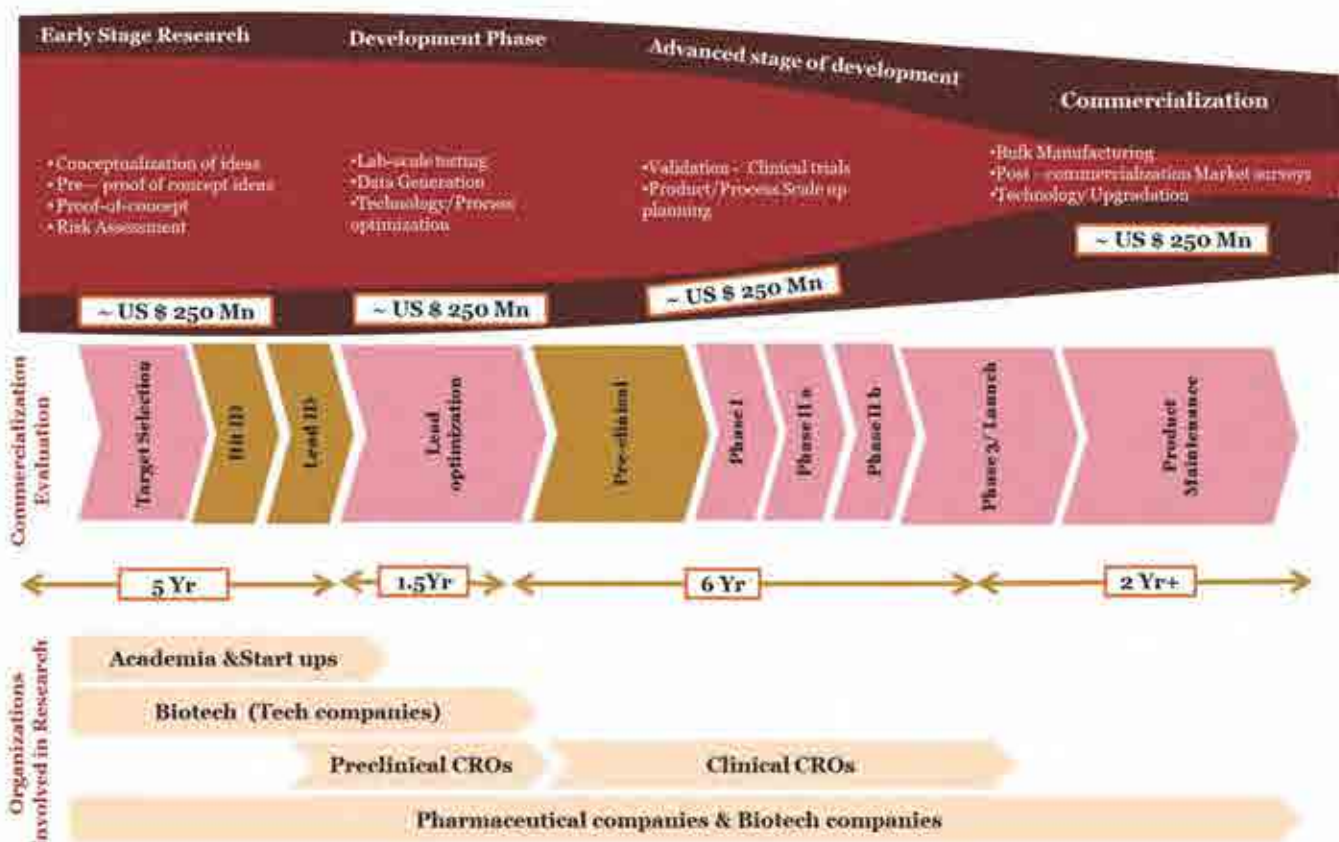 Early Stage Research
Development Phase
Advanced stage of development
Commercialization
•Conceptualization of ideas
•Pre – proof of concept ideas
•Proof-of-concept
•Risk Assessment
•Lab-scale testing
•Data Generation
•Technology/Process
optimization
•Validation – Clinical trials
•Product/Process Scale up
planning
•Bulk Manufacturing
•Post – commercialization Market surveys
•Technology Upgradation
~ US $ 250 Mn
~ US $ 250 Mn
~ US $ 250 Mn
~ US $ 250 Mn
Commercialization
Evaluation
Target Selection
Hit ID
Lead ID
Lead
optimization
Pre-clinical
Phase I
Phase II a
Phase II b
Phase 3/ Launch
Product
Maintenance
5 Yr
1.5Yr
6 Yr
2 Yr+
Organizations
nvolved in Research
Academia &Start ups
Biotech (Tech companies)
Preclinical CROs
Clinical CROs
Pharmaceutical companies & Biotech companies